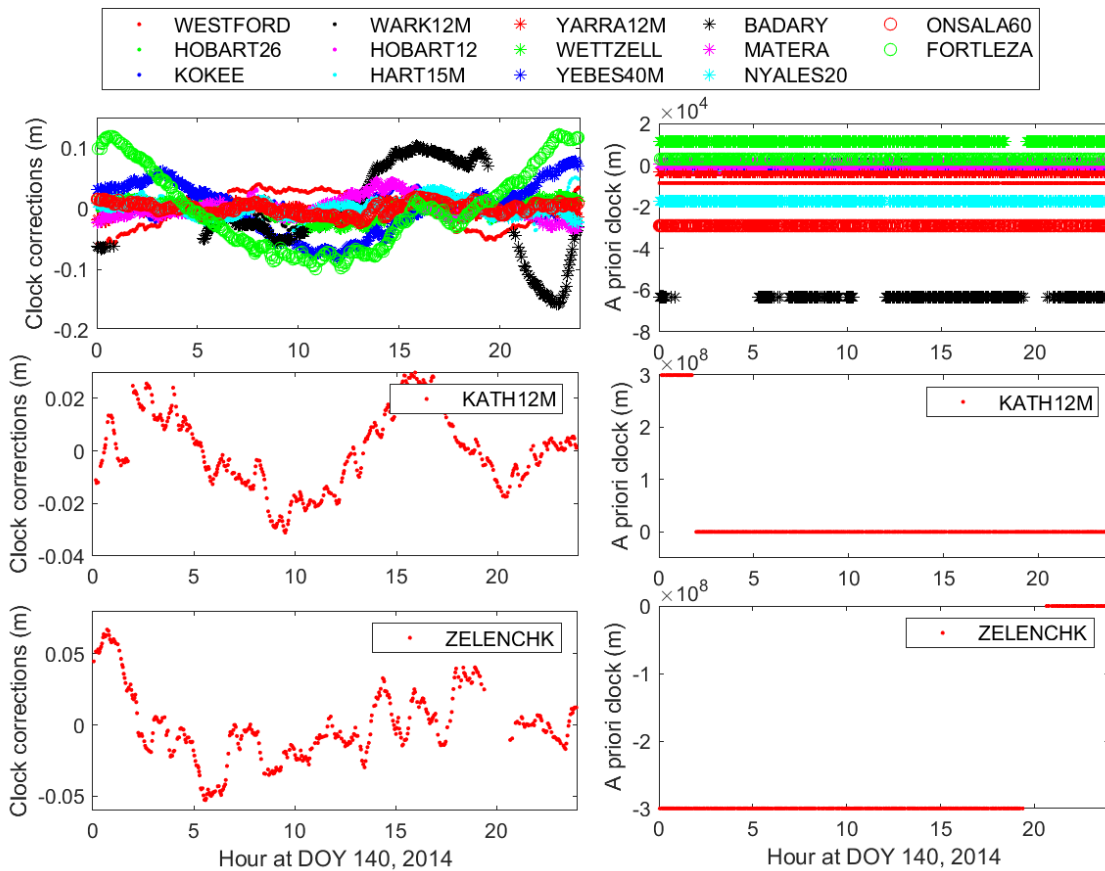 WESTFORD WARK12M YARRA12M BADARY ONSALA60
HOBART26 HOBART12 WETTZELL MATERA FORTLEZA
KOKEE HART15M YEBES40M NYALES20
Clock corrections (m)
0.1
0
-0.1
-0.2
0 5 10 15 20
A priori clock (m)
×10^4
2
0
-2
-4
-6
-8
0 5 10 15 20
Clock correrctions (m)
0.02
0
-0.02
-0.04
0 5 10 15 20
KATH12M
A priori clock (m)
×10^8
3
2
1
0
0 5 10 15 20
KATH12M
Clock corrections (m)
0.05
0
-0.05
0 5 10 15 20
ZELENCHK
Hour at DOY 140, 2014
A priori clock (m)
×10^8
0
-1
-2
-3
0 5 10 15 20
ZELENCHK
Hour at DOY 140, 2014